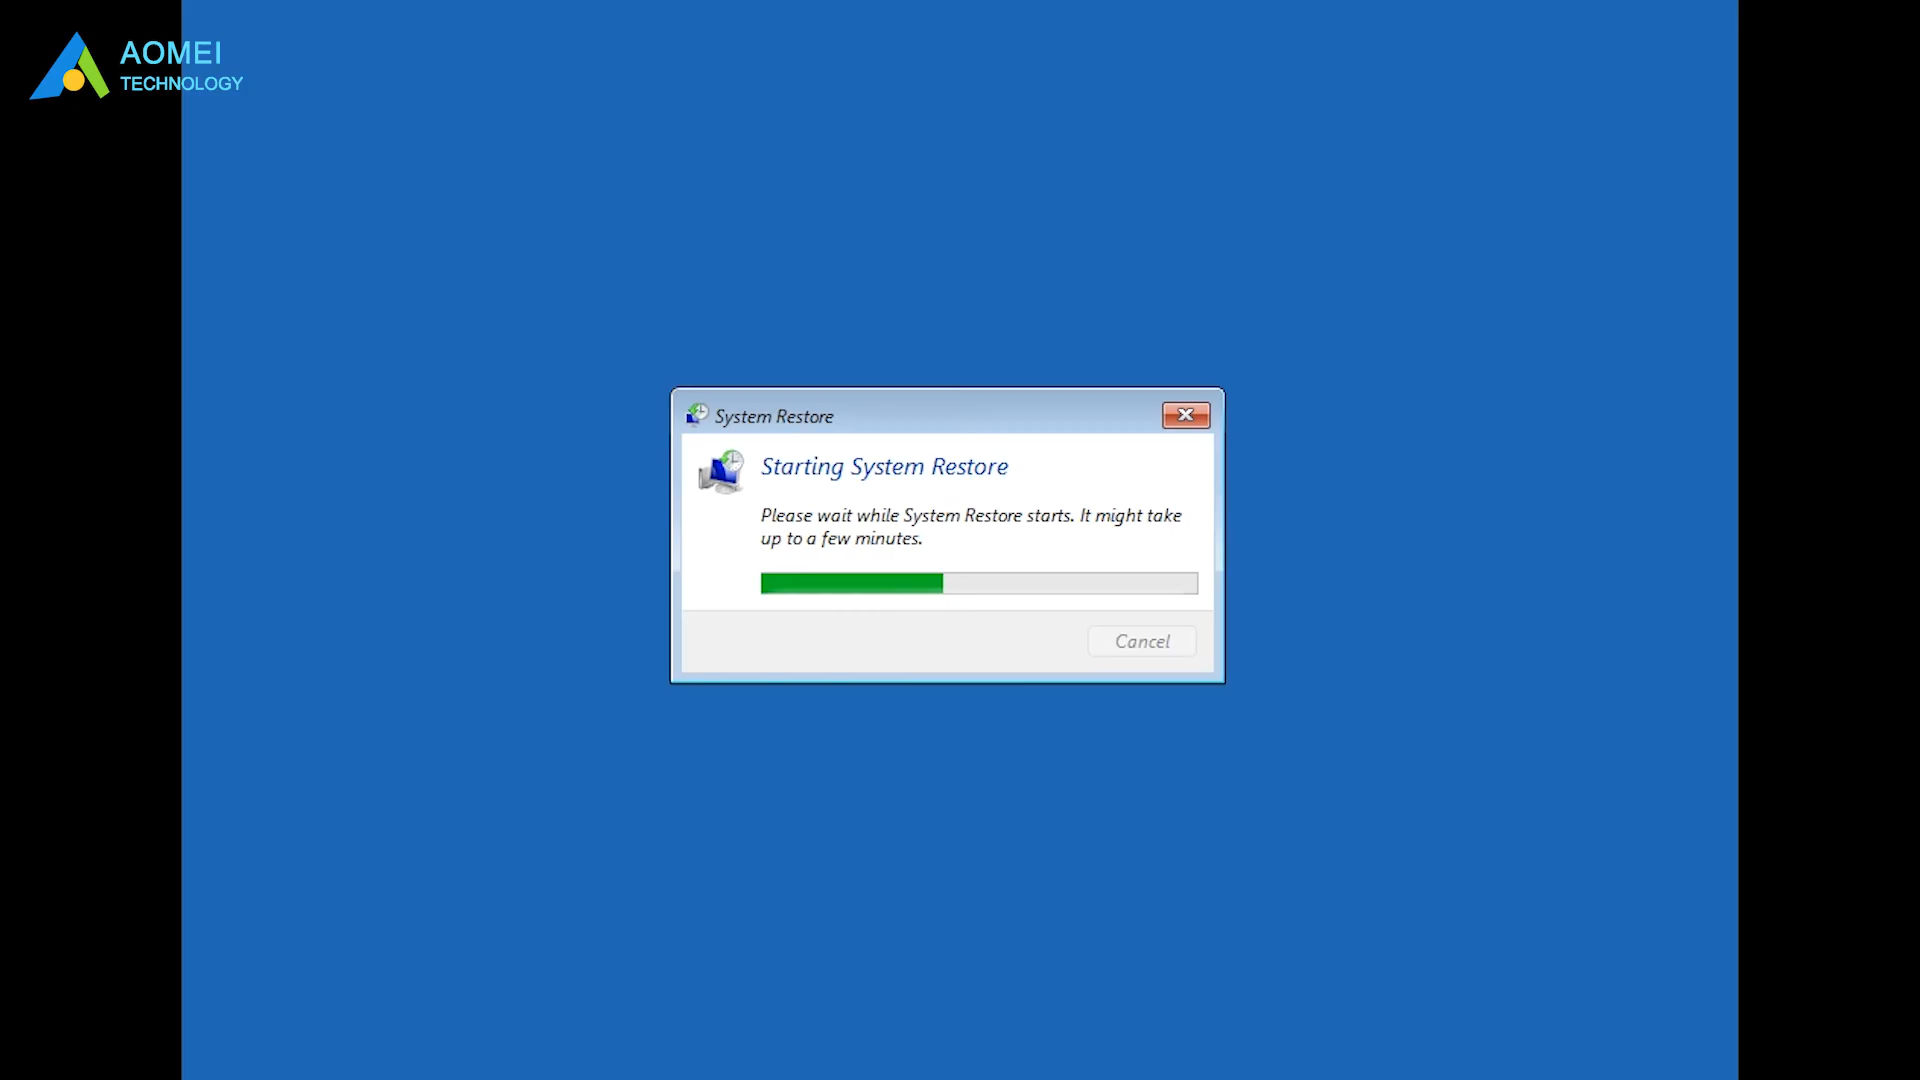 AOMEI
TECHNOLOGY
System Restore
Starting System Restore
Please wait while System Restore starts. It might take
up to a few minutes.
Cancel